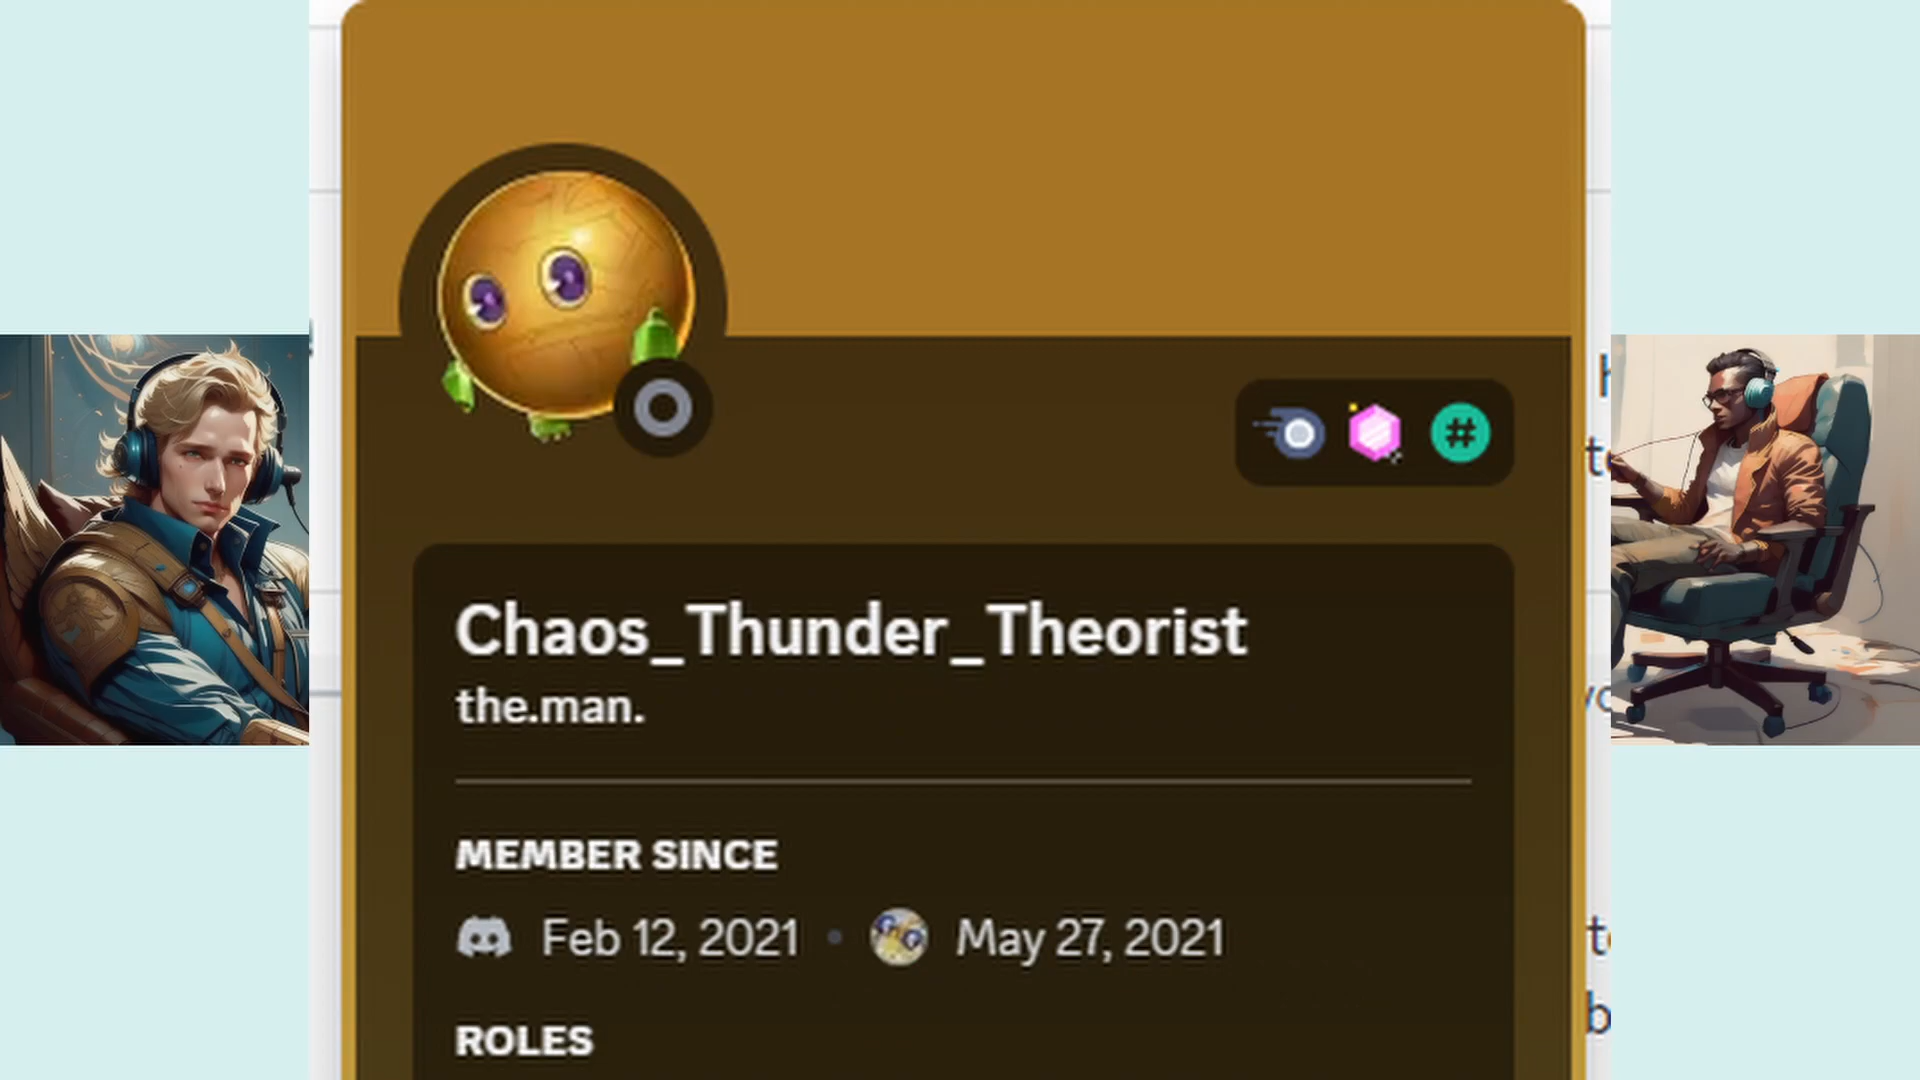 Chaos_Thunder_Theorist
the.man.
MEMBER SINCE
Feb 12, 2021 • May 27, 2021
ROLES